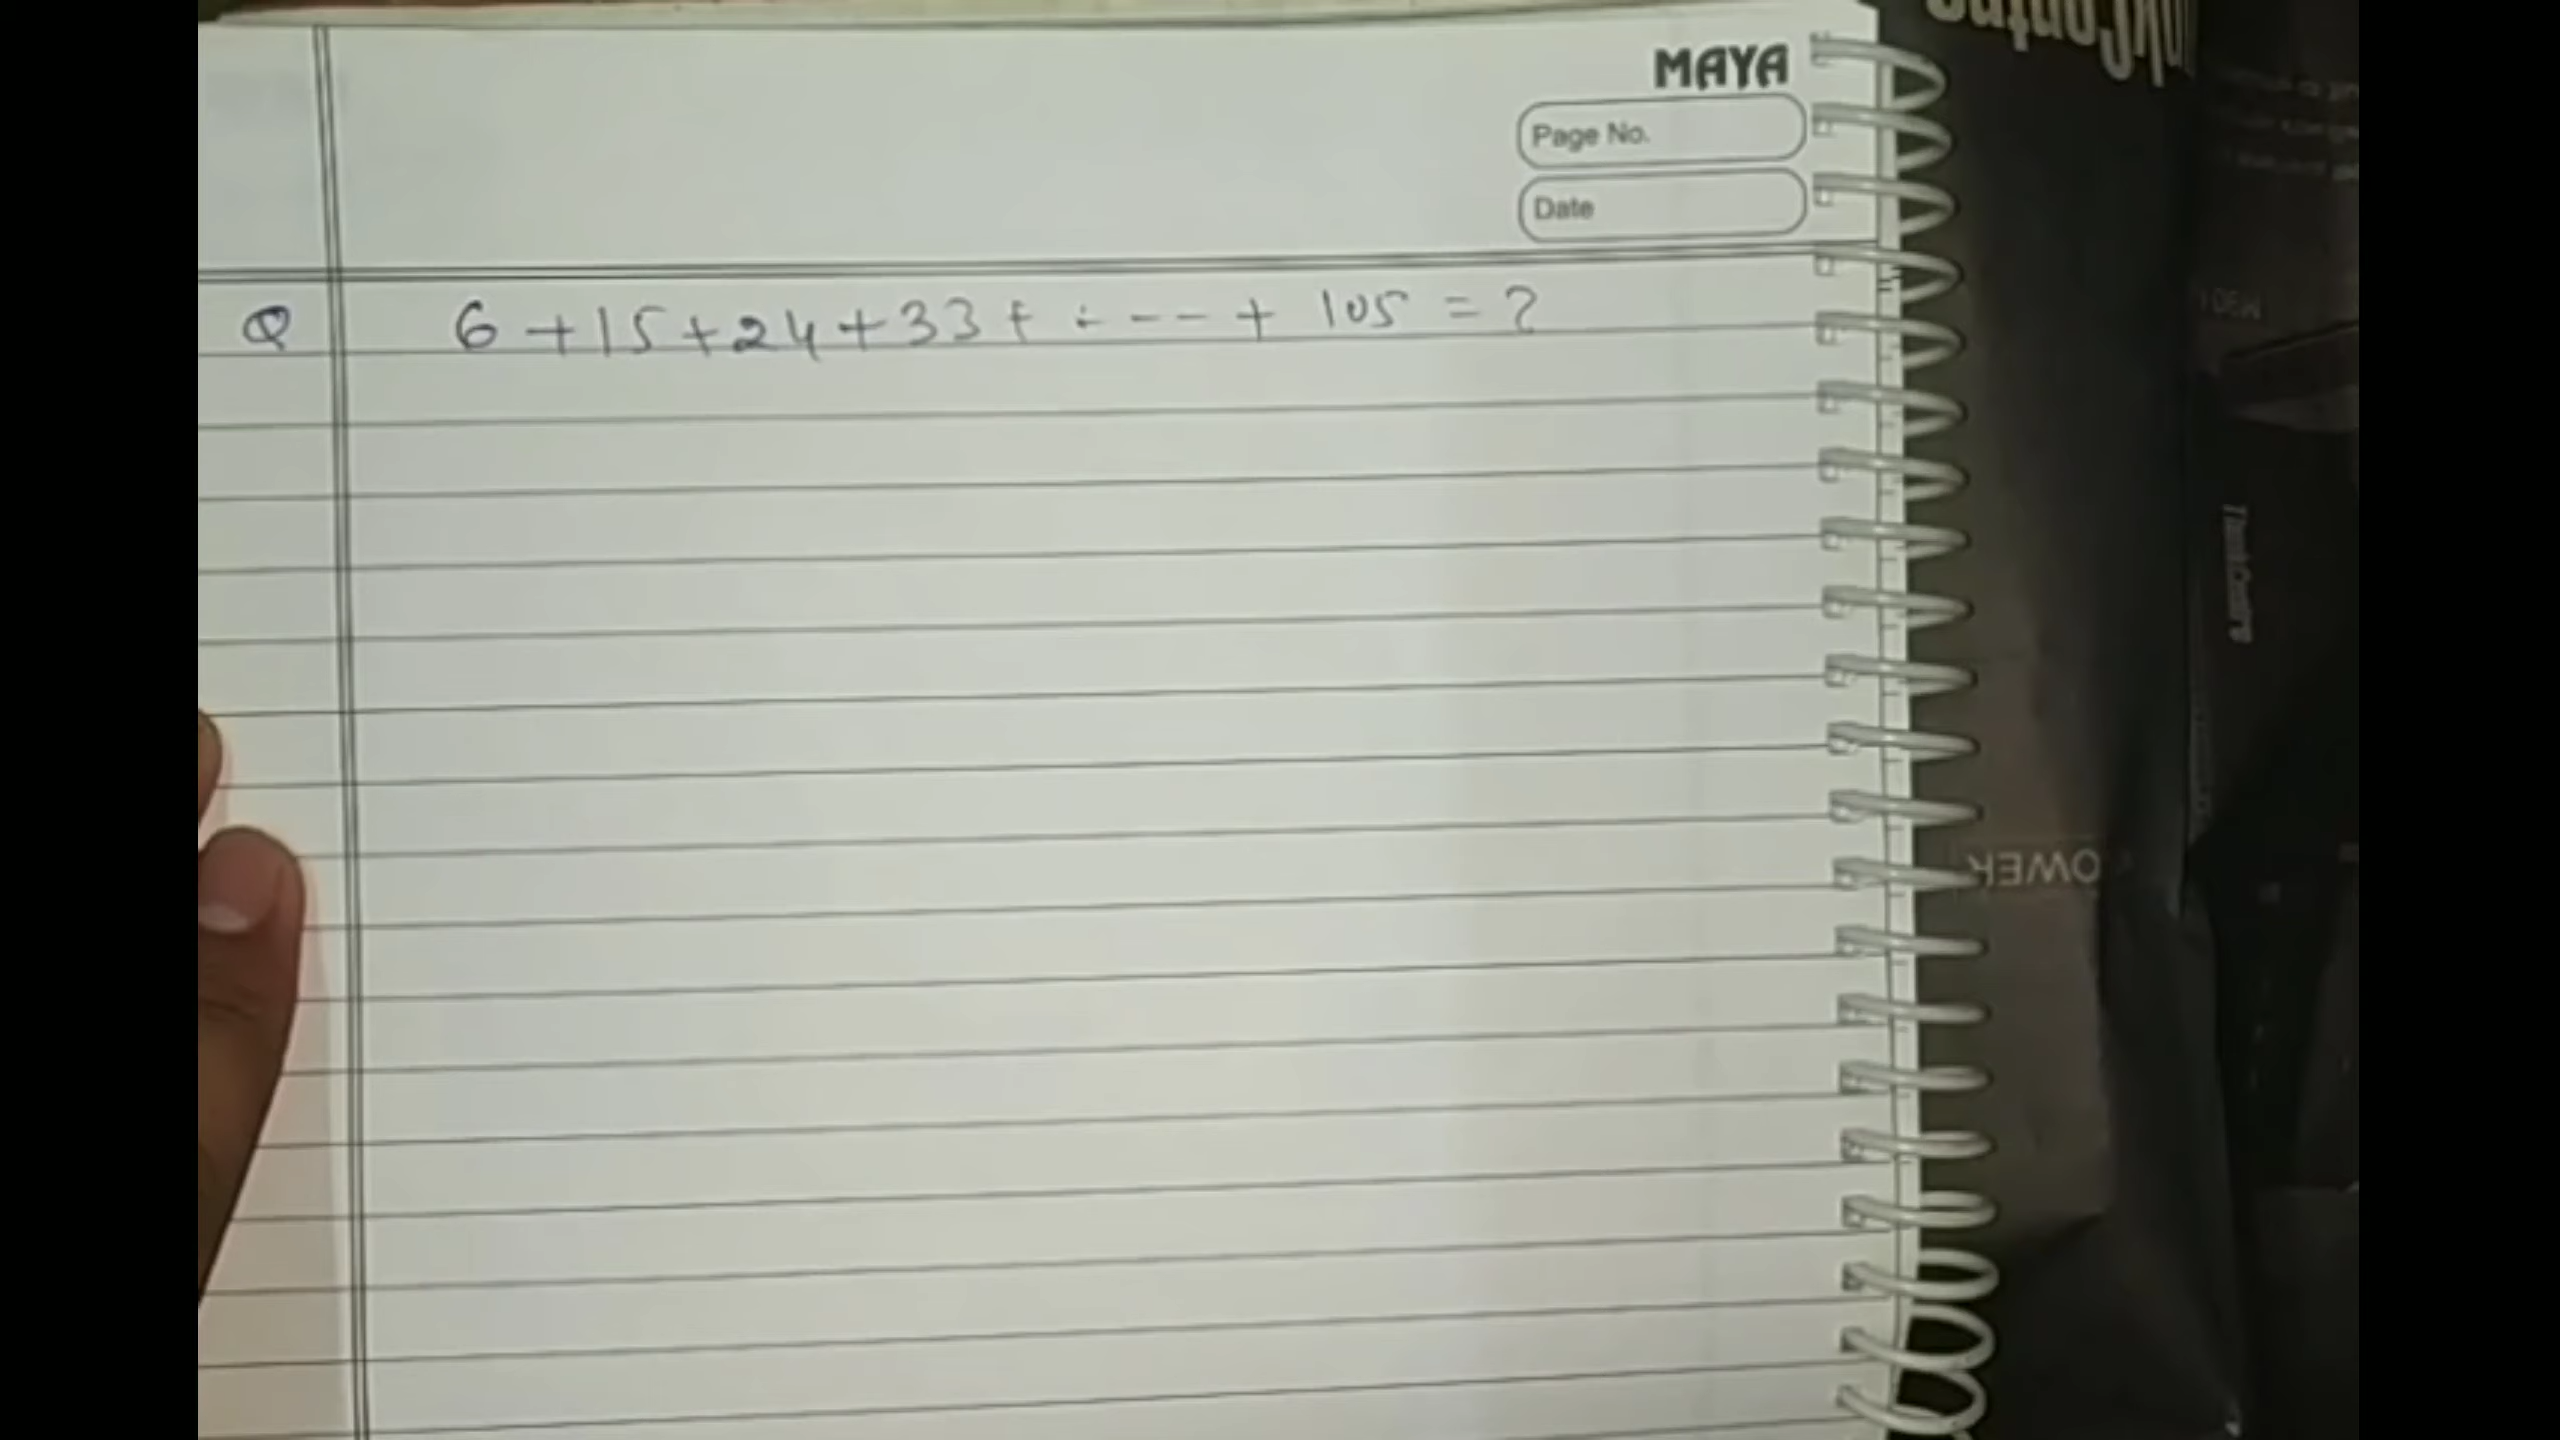 MAYA
Page No.
Date
Q 6 + 15 + 24 + 33 + - - - - + 105 = ?
OWER